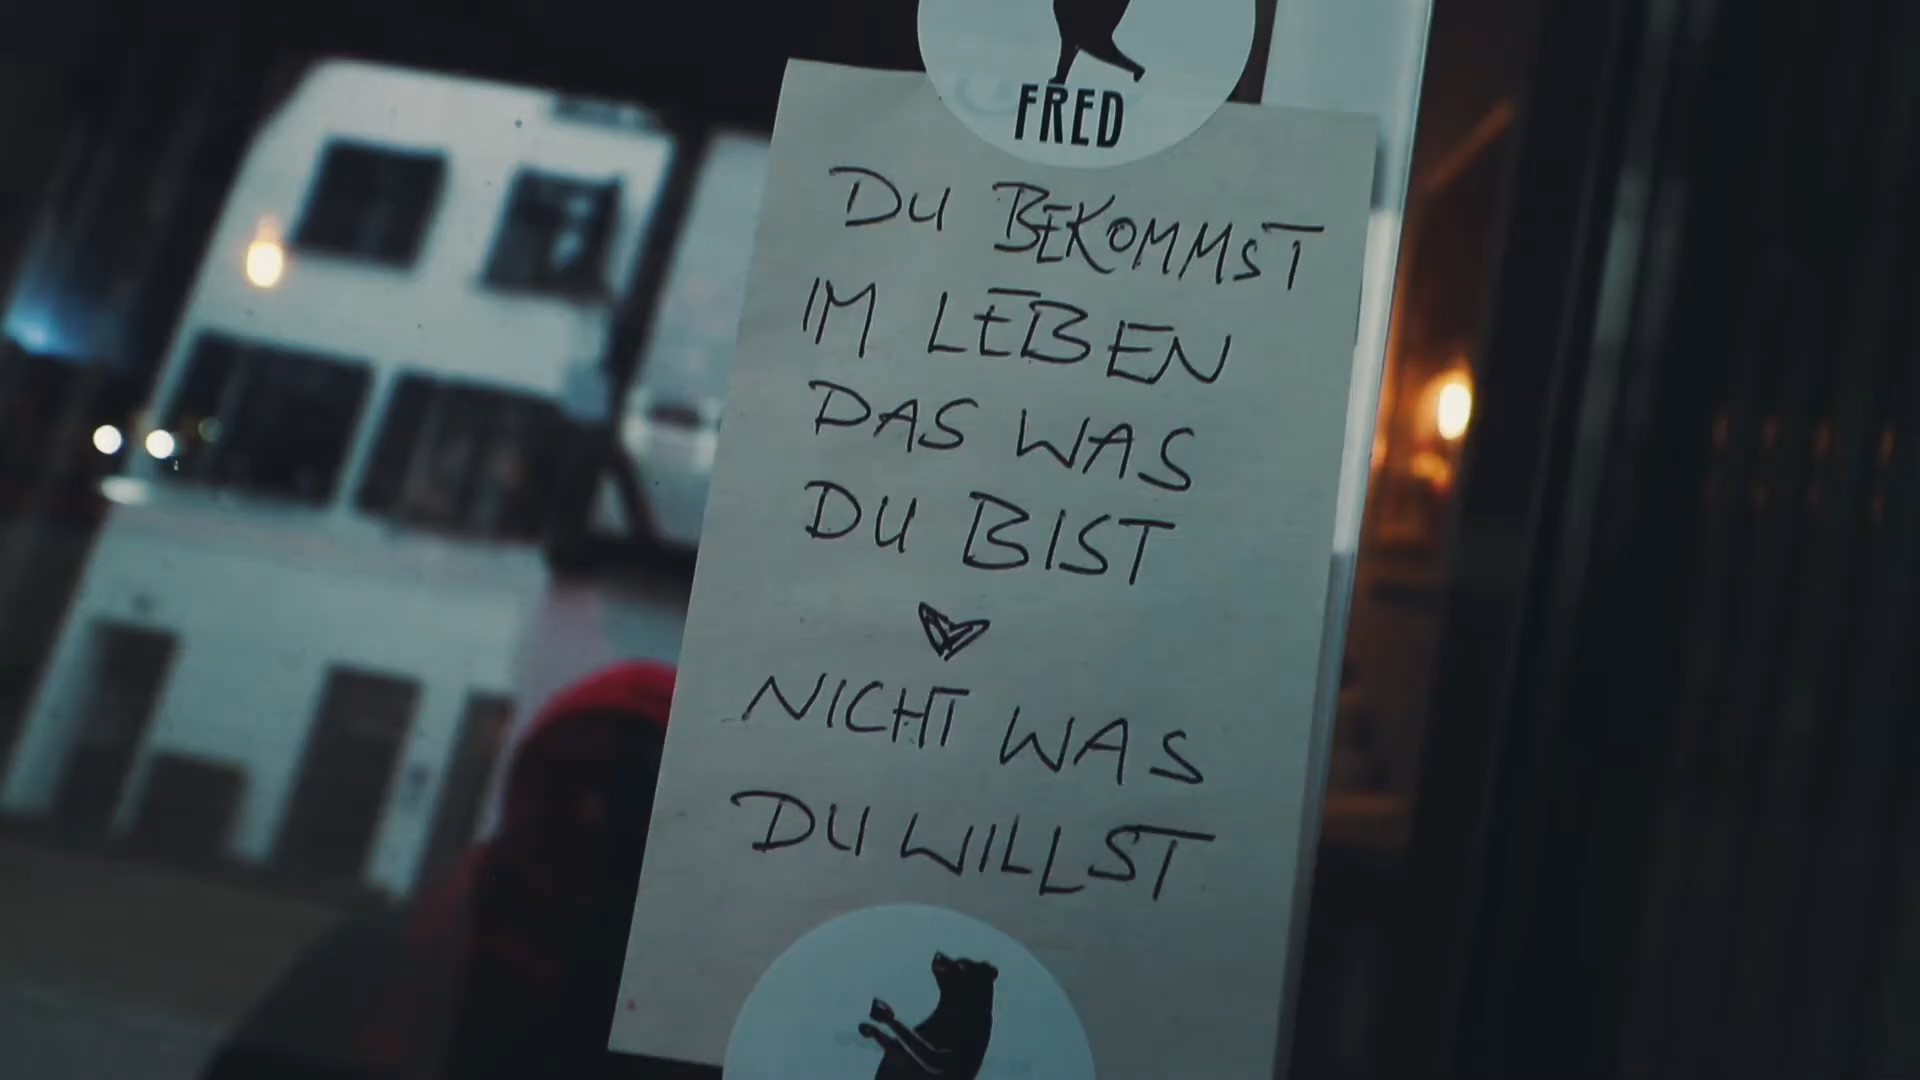 FRED
DU BEKOMMST
IM LEBEN
DAS WAS
DU BIST
NICHT WAS
DU WILLST